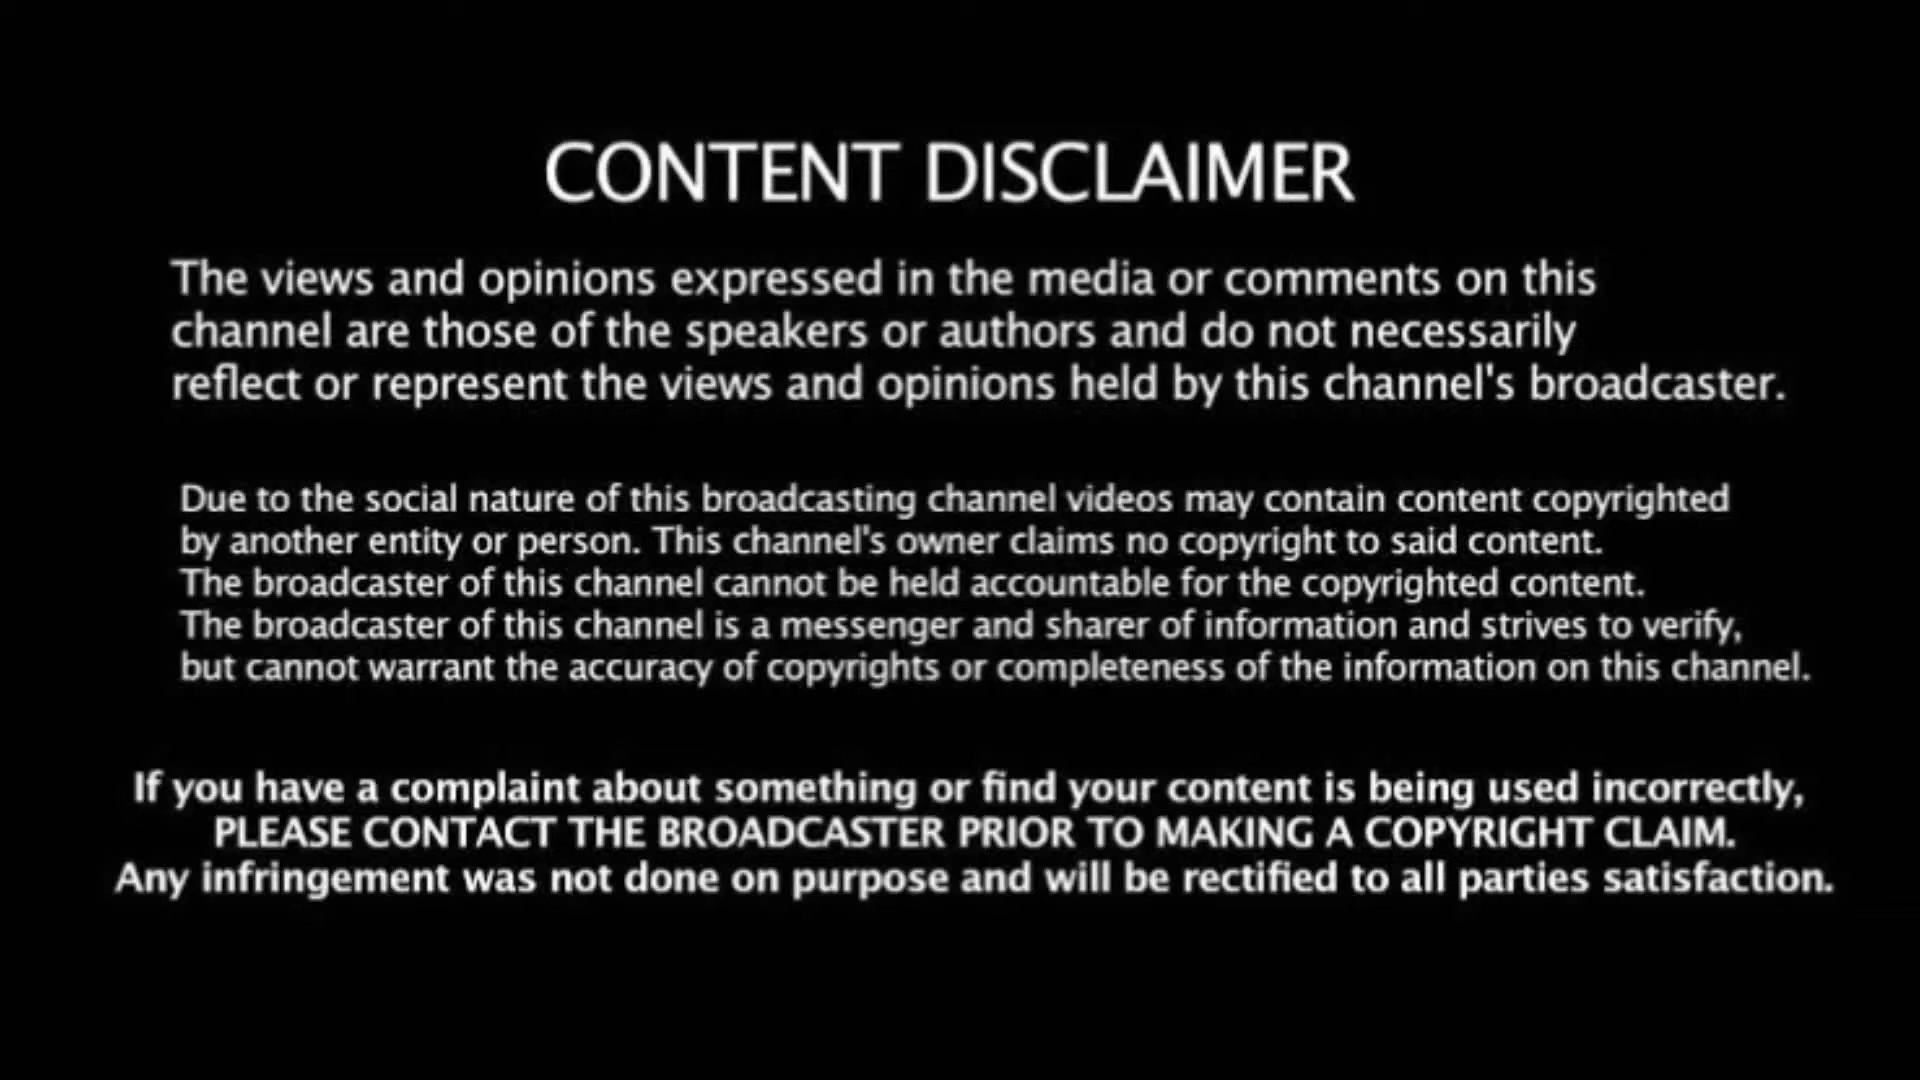 CONTENT DISCLAIMER
The views and opinions expressed in the media or comments on this
channel are those of the speakers or authors and do not necessarily
reflect or represent the views and opinions held by this channel's broadcaster.
Due to the social nature of this broadcasting channel videos may contain content copyrighted
by another entity or person. This channel's owner claims no copyright to said content.
The broadcaster of this channel cannot be held accountable for the copyrighted content.
The broadcaster of this channel is a messenger and sharer of information and strives to verify,
but cannot warrant the accuracy of copyrights or completeness of the information on this channel.
If you have a complaint about something or find your content is being used incorrectly,
PLEASE CONTACT THE BROADCASTER PRIOR TO MAKING A COPYRIGHT CLAIM.
Any infringement was not done on purpose and will be rectified to all parties satisfaction.